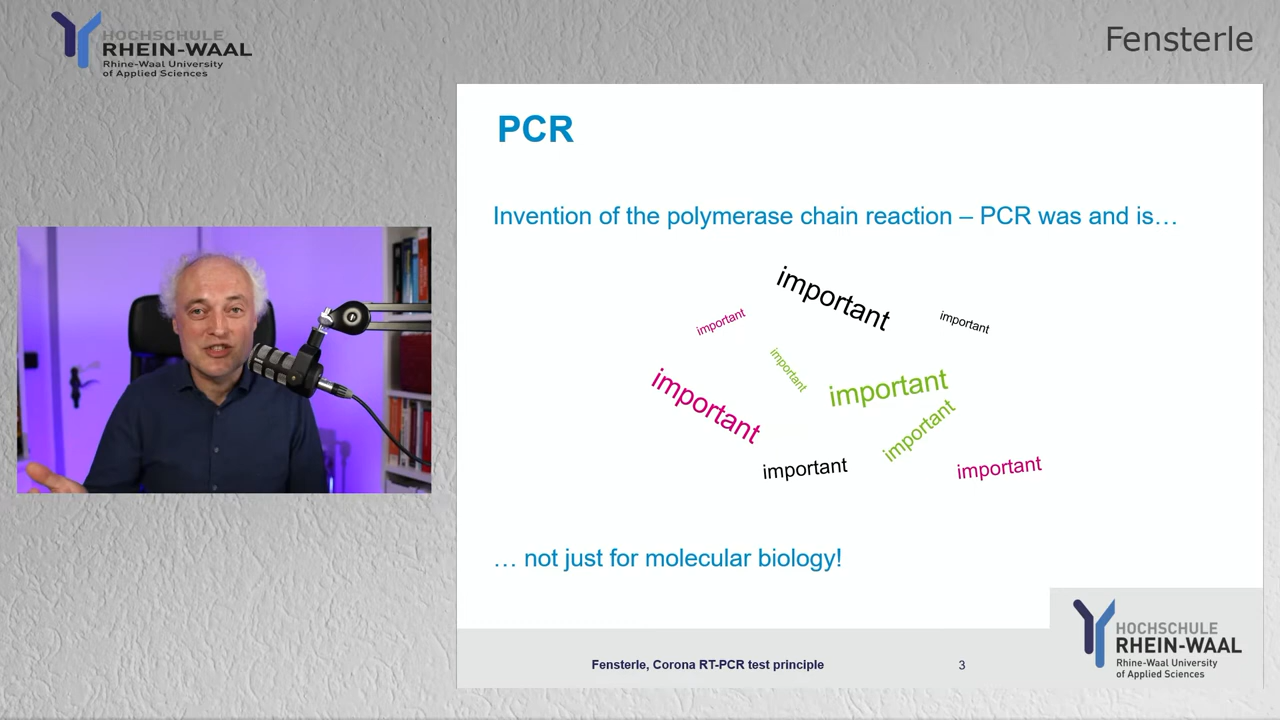 HOCHSCHULE
RHEIN-WAAL
Rhine-Waal University
of Applied Sciences
Fensterle
PCR
Invention of the polymerase chain reaction – PCR was and is…
important
important
important
important
important
important
important
important
important
… not just for molecular biology!
Fensterle, Corona RT-PCR test principle
3
HOCHSCHULE
RHEIN-WAAL
Rhine-Waal University
of Applied Sciences